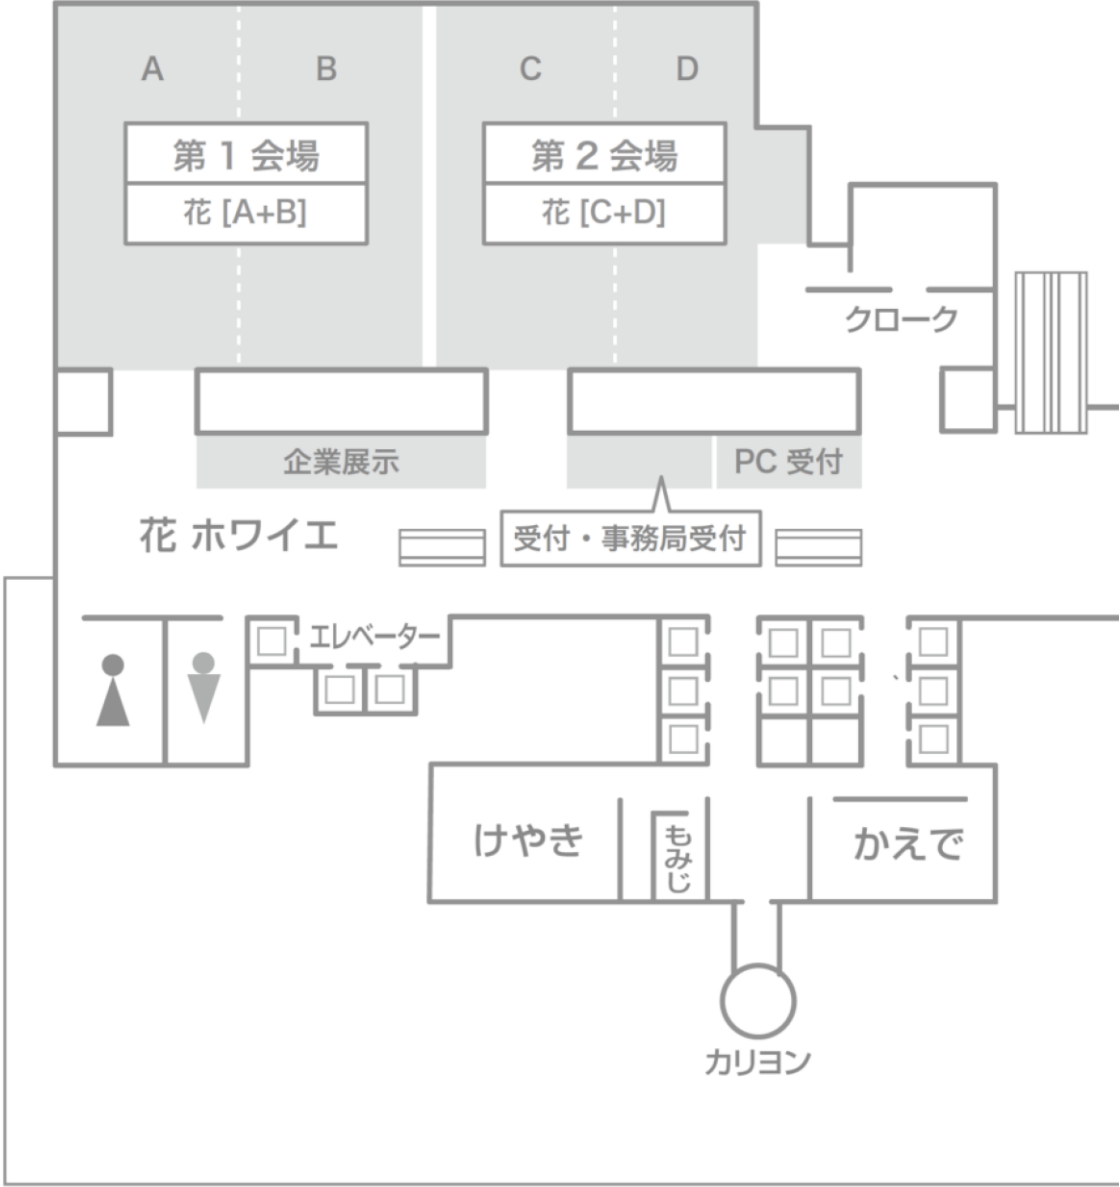 A
B
C
D
第1会場
花 [A+B]
第2会場
花 [C+D]
クローク
企業展示
PC 受付
受付・事務局受付
花 ホワイエ
エレベーター
けやき
もみじ
かえで
カリヨン